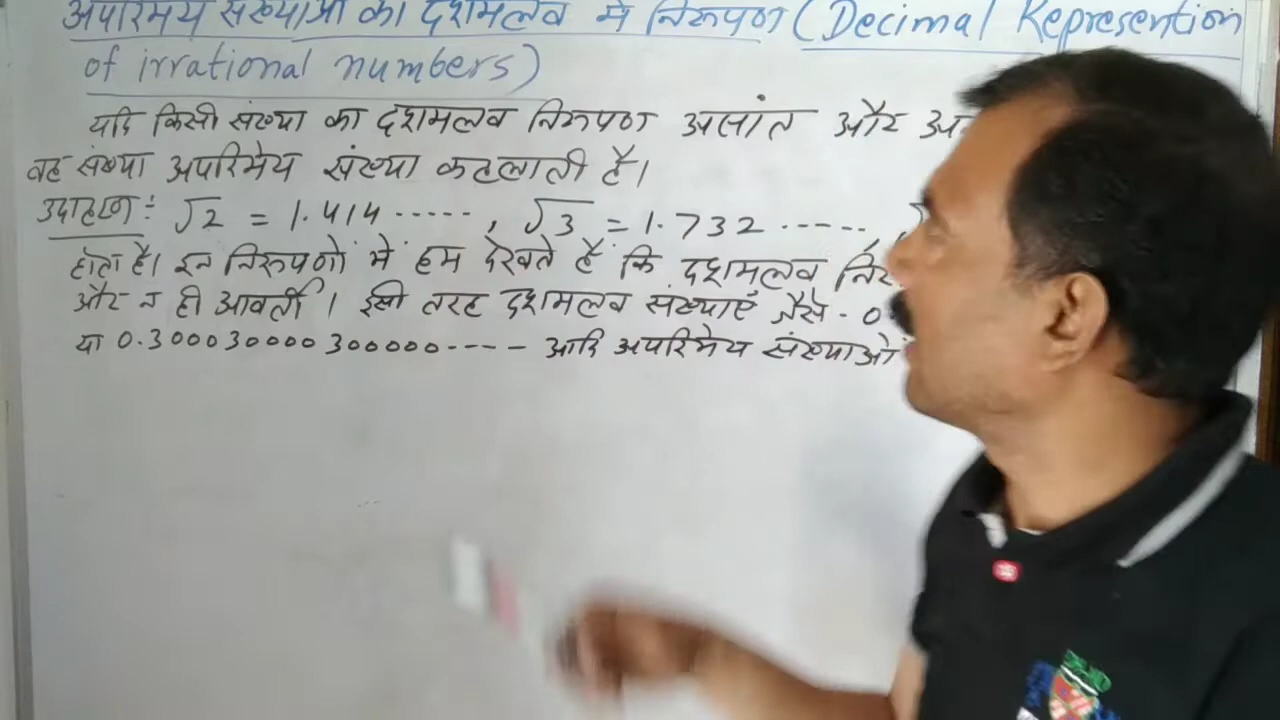 अपरिमेय संख्याओं का दशमलव में निरूपण (Decimal Represention
of irrational numbers)
यदि किसी संख्या का दशमलव निरूपण असांत और
वह संख्या अपरिमेय संख्या कहलाती है।
उदाहरण: √2 = 1.414 ....., √3 = 1.732 .....,
होता है। इन निरूपणों में हम देखते हैं कि दशमलव
और न ही आवर्ती। इसी तरह दशमलव संख्याएँ जैसे - 0
या 0.300030000300000---- आदि अपरिमेय संख्याओं